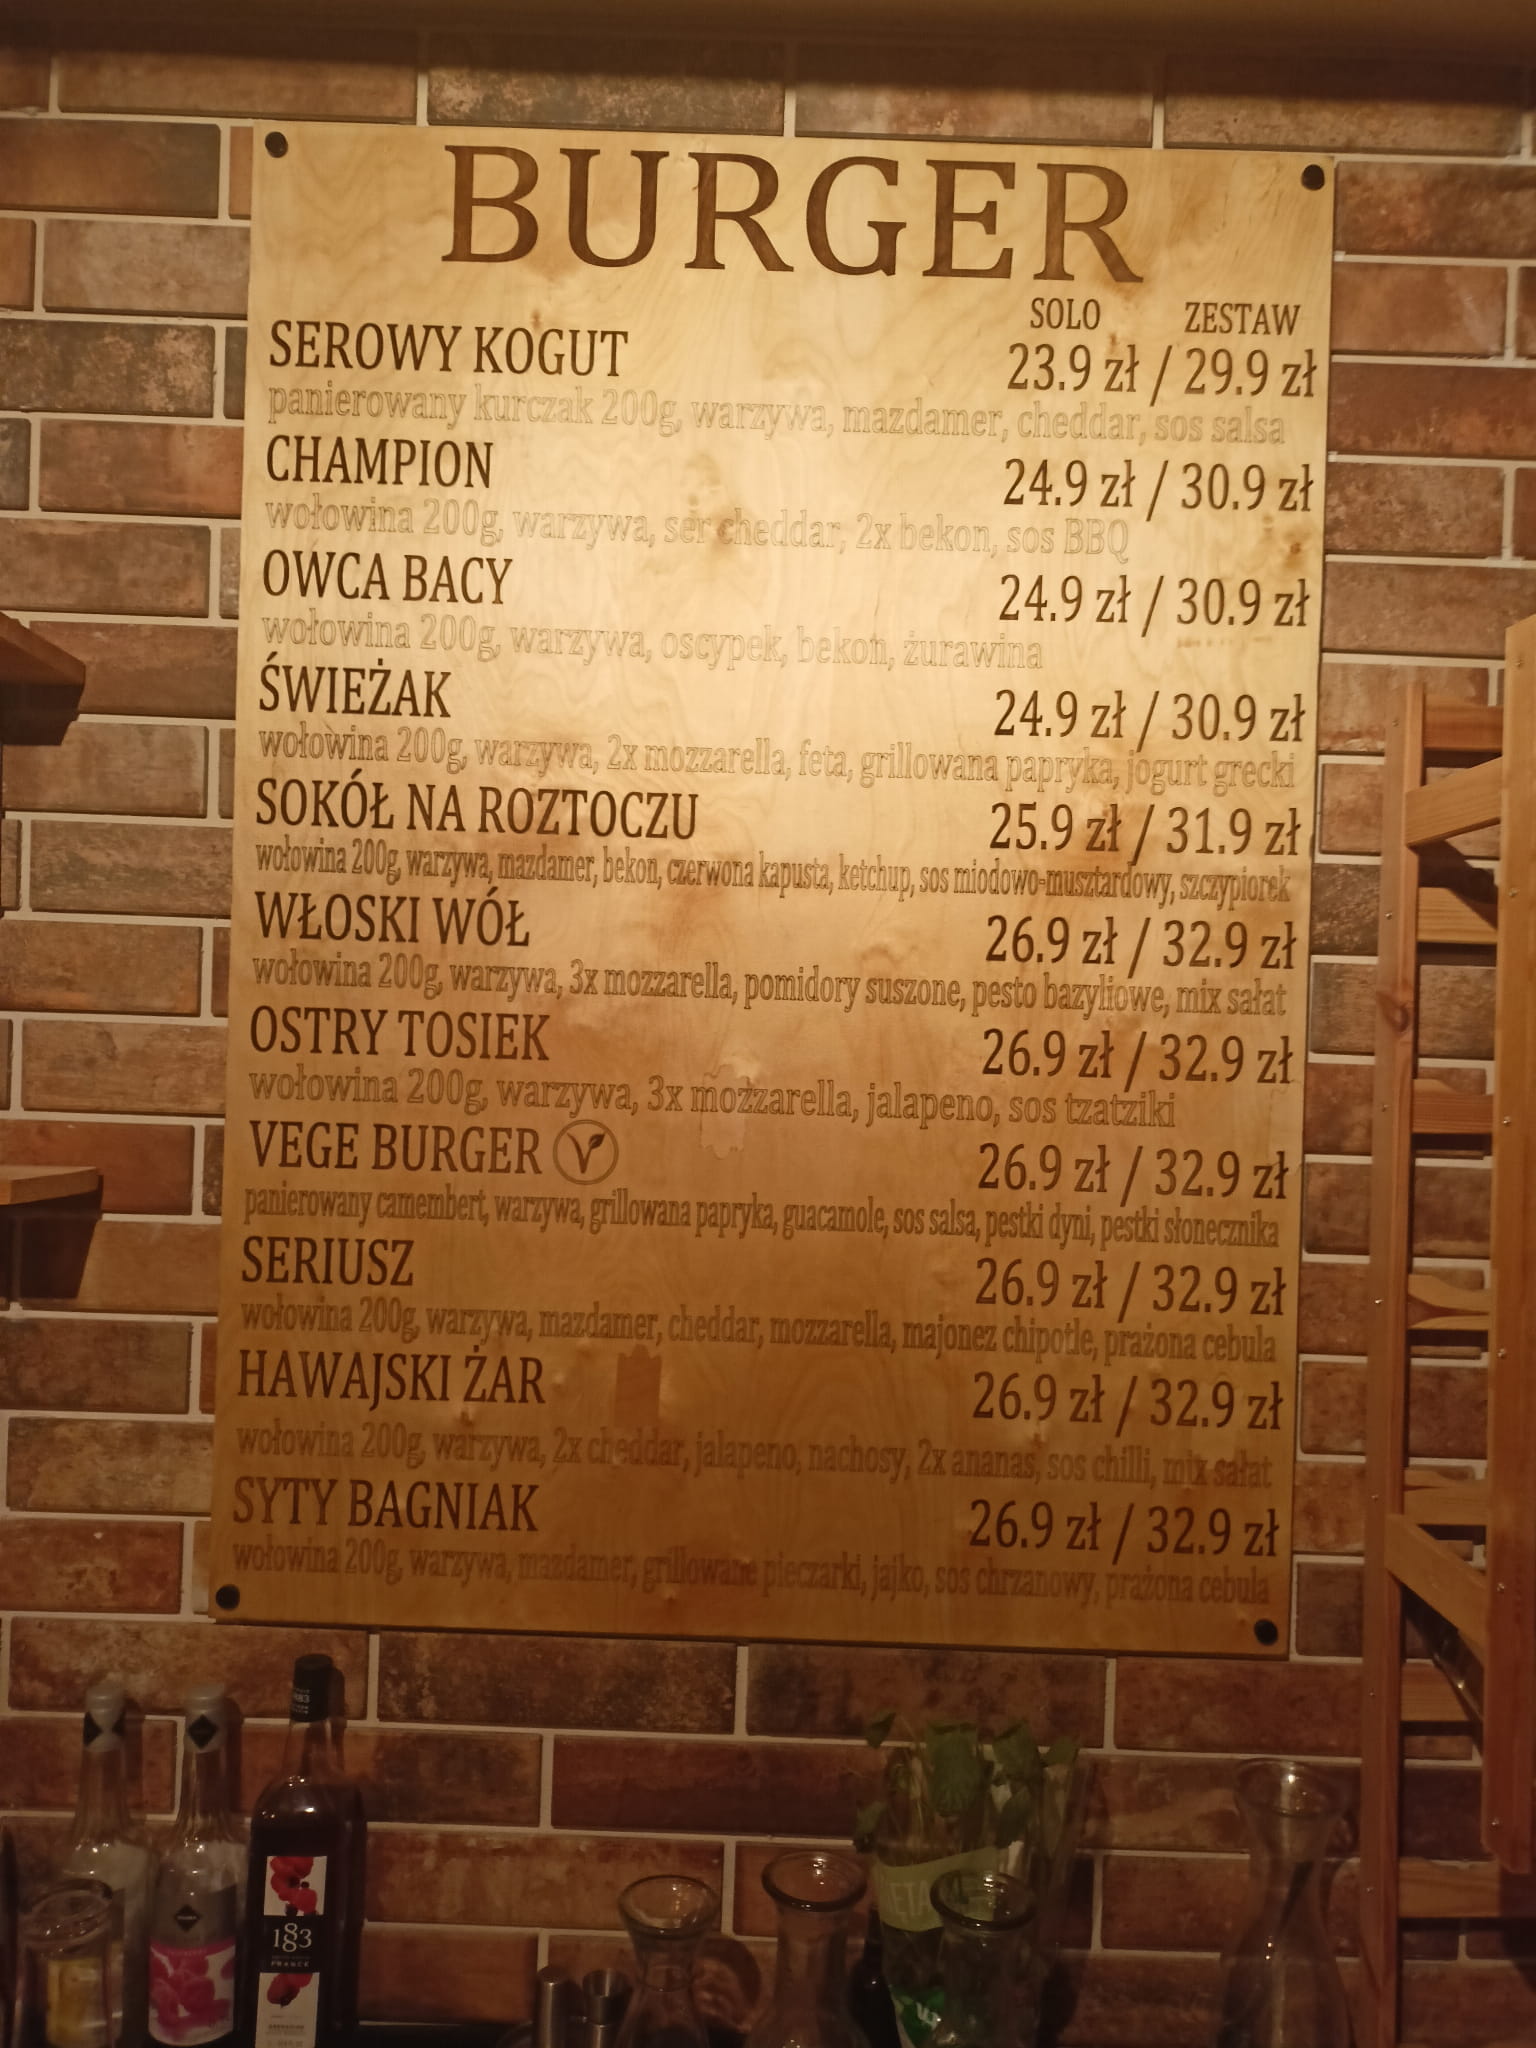 BURGER
SOLO ZESTAW
SEROWY KOGUT 23.9 zł / 29.9 zł
panierowany kurczak 200g, warzywa, mazdamer, cheddar, sos salsa
CHAMPION 24.9 zł / 30.9 zł
wołowina 200g, warzywa, ser cheddar, 2x bekon, sos BBQ
OWCA BACY 24.9 zł / 30.9 zł
wołowina 200g, warzywa, oscypek, bekon, żurawina
ŚWIEŻAK 24.9 zł / 30.9 zł
wołowina 200g, warzywa, 2x mozzarella, feta, grillowana papryka, jogurt grecki
SOKÓŁ NA ROZTOCZU 25.9 zł / 31.9 zł
wołowina 200g, warzywa, mazdamer, bekon, czerwona kapusta, ketchup, sos miodowo-musztardowy, szczypiorek
WŁOSKI WÓŁ 26.9 zł / 32.9 zł
wołowina 200g, warzywa, 3x mozzarella, pomidory suszone, pesto bazyliowe, mix sałat
OSTRY TOSIEK 26.9 zł / 32.9 zł
wołowina 200g, warzywa, 3x mozzarella, jalapeno, sos tzatziki
VEGE BURGER V 26.9 zł / 32.9 zł
panierowany camembert, warzywa, grillowana papryka, guacamole, sos salsa, pestki dyni, pestki słonecznika
SERIUSZ 26.9 zł / 32.9 zł
wołowina 200g, warzywa, mazdamer, cheddar, mozzarella, majonez chipotle, prażona cebula
HAWAJSKI ŻAR 26.9 zł / 32.9 zł
wołowina 200g, warzywa, 2x cheddar, jalapeno, nachosy, 2x ananas, sos chilli, mix sałat
SYTY BAGNIAK 26.9 zł / 32.9 zł
wołowina 200g, warzywa, mazdamer, grillowane pieczarki, jajko, sos chrzanowy, prażona cebula
1883
FRANCE